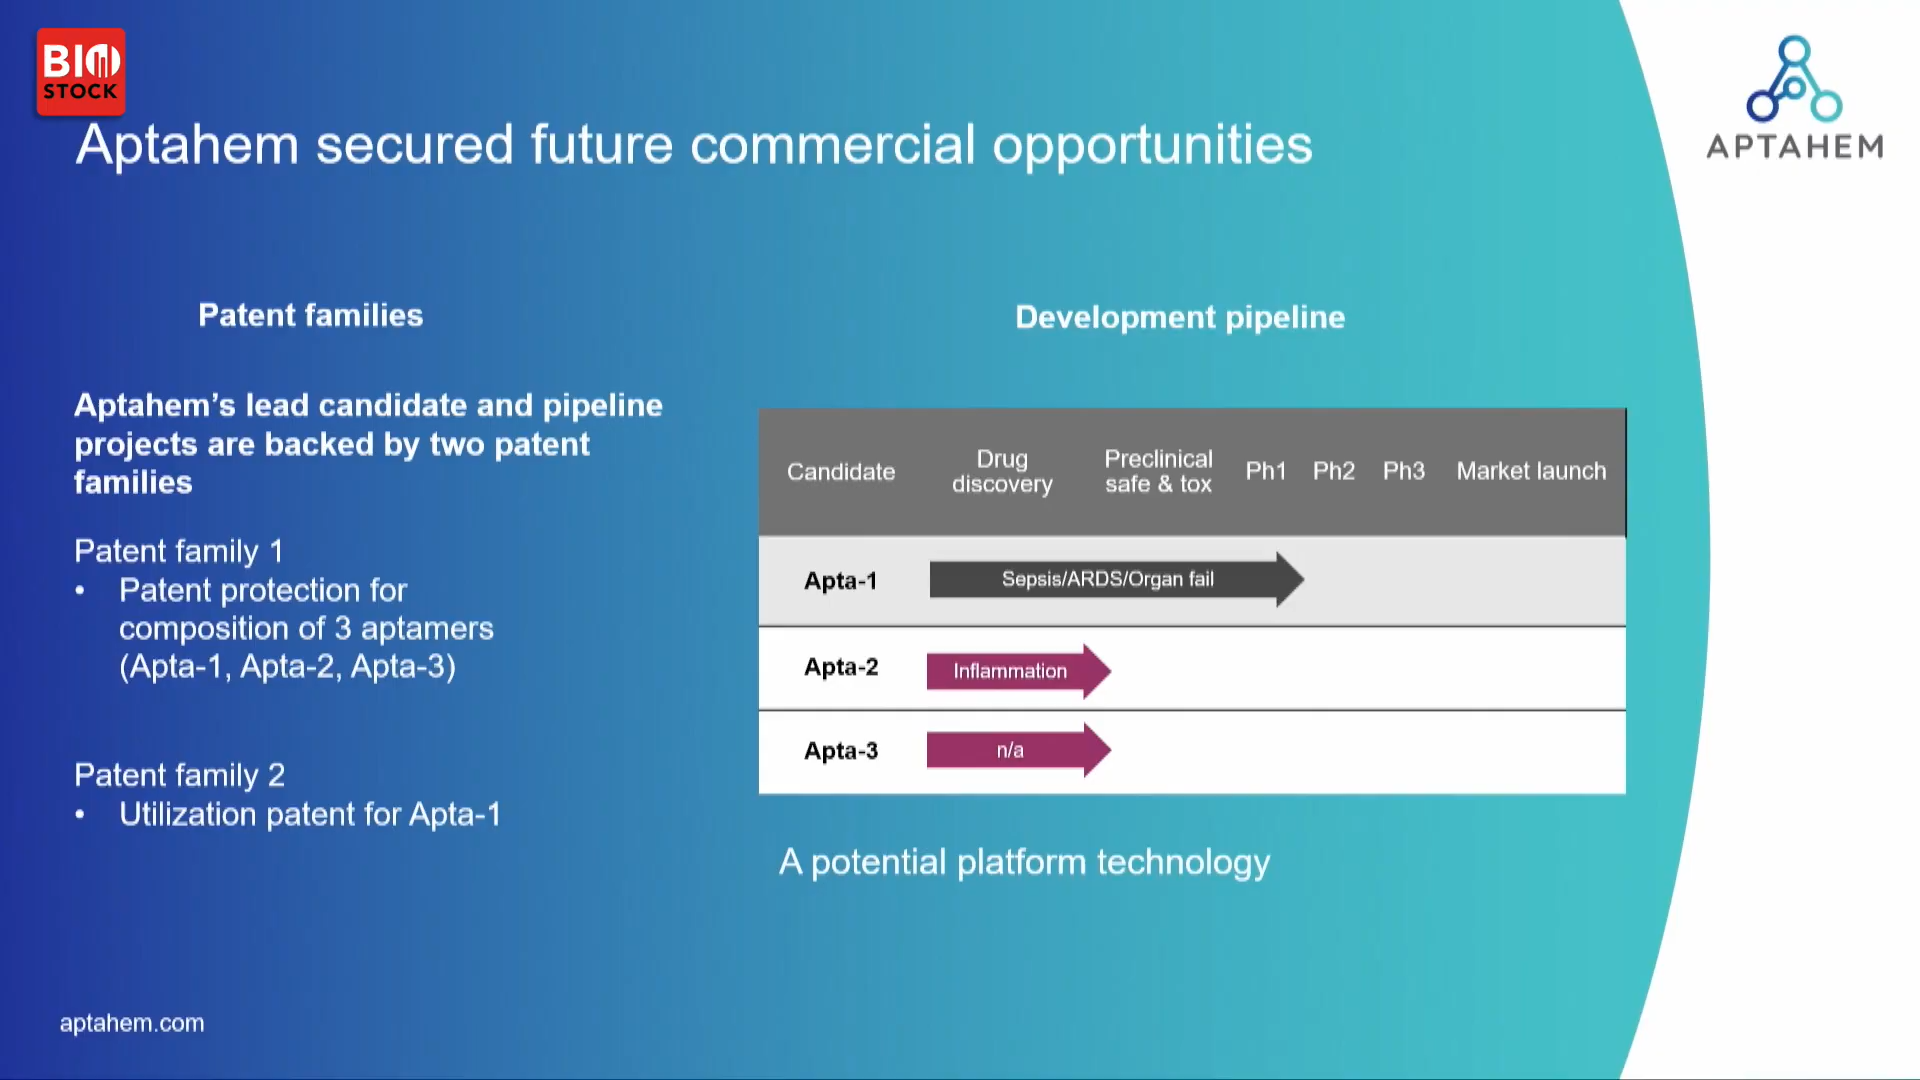 BIO
STOCK
APTAHEM
Aptahem secured future commercial opportunities
Patent families
Aptahem’s lead candidate and pipeline
projects are backed by two patent
families
Patent family 1
• Patent protection for
composition of 3 aptamers
(Apta-1, Apta-2, Apta-3)
Patent family 2
• Utilization patent for Apta-1
Development pipeline
Candidate
Drug
discovery
Preclinical
safe & tox
Ph1
Ph2
Ph3
Market launch
Apta-1
Sepsis/ARDS/Organ fail
Apta-2
Inflammation
Apta-3
n/a
A potential platform technology
aptahem.com